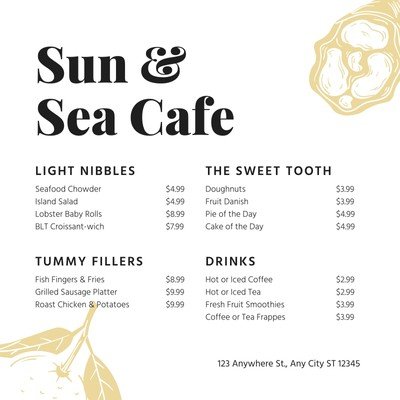 Sun &
Sea Cafe
LIGHT NIBBLES
Seafood Chowder $4.99
Island Salad $4.99
Lobster Baby Rolls $8.99
BLT Croissant-wich $7.99
THE SWEET TOOTH
Doughnuts $3.99
Fruit Danish $3.99
Pie of the Day $4.99
Cake of the Day $4.99
TUMMY FILLERS
Fish Fingers & Fries $8.99
Grilled Sausage Platter $9.99
Roast Chicken & Potatoes $9.99
DRINKS
Hot or Iced Coffee $2.99
Hot or Iced Tea $2.99
Fresh Fruit Smoothies $3.99
Coffee or Tea Frappes $3.99
123 Anywhere St., Any City ST 12345